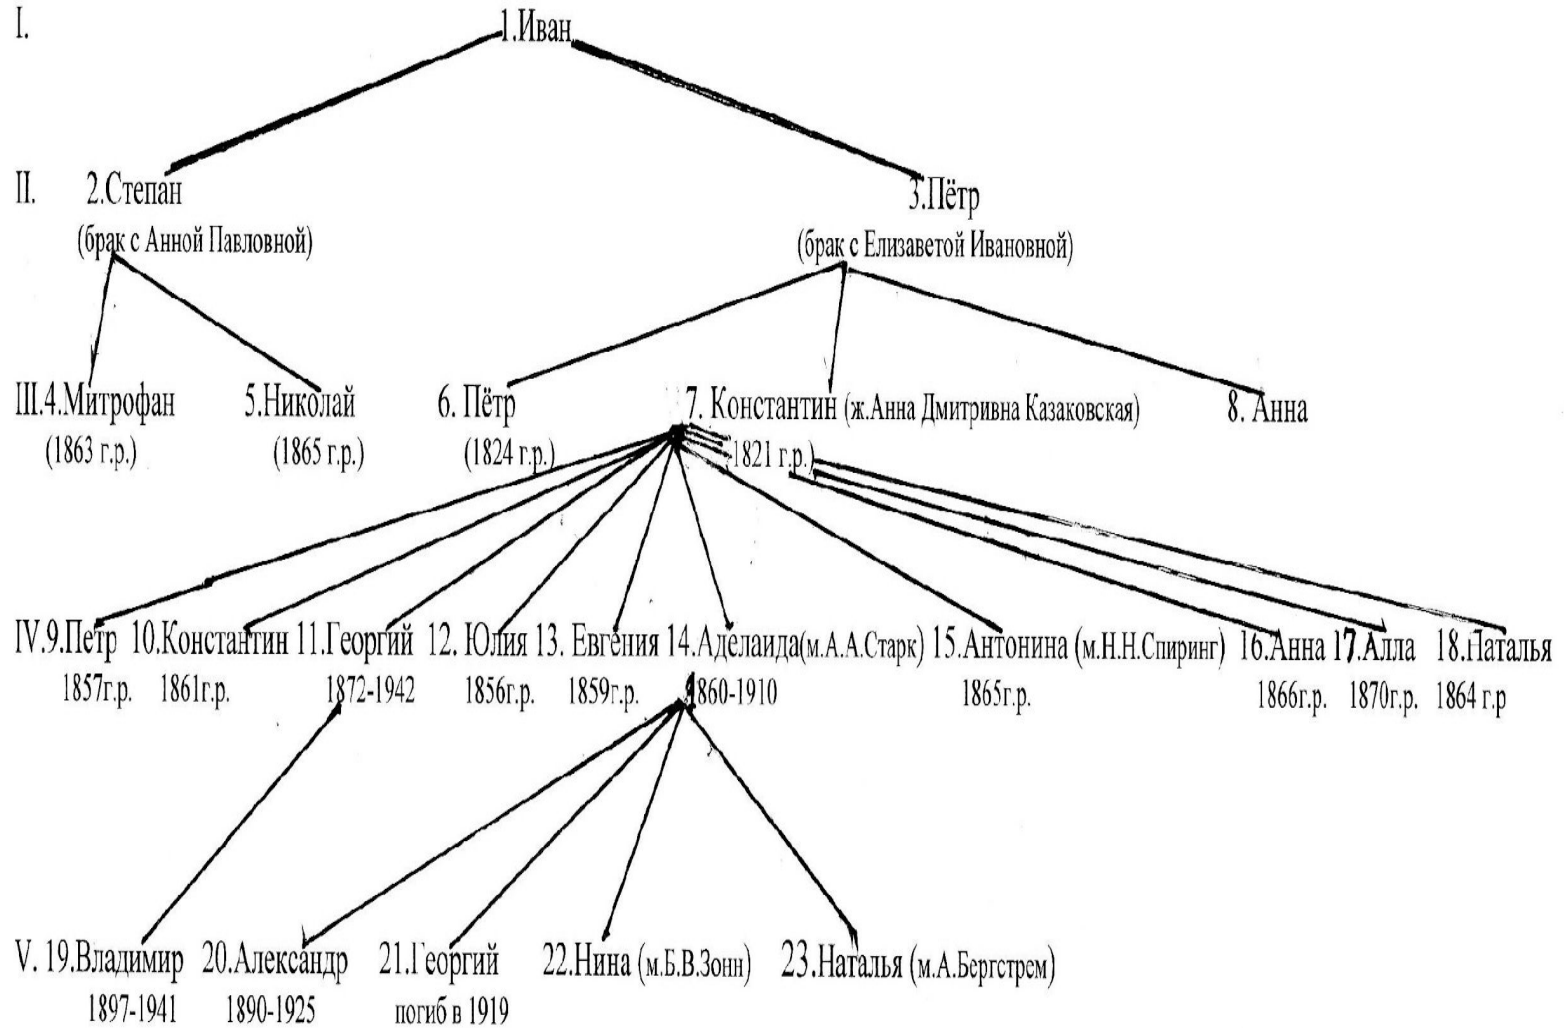 I. 1.Иван
II. 2.Степан 3.Пётр
(брак с Анной Павловной) (брак с Елизаветой Ивановной)
III.4.Митрофан 5.Николай 6. Пётр 7. Константин (ж.Анна Дмитривна Казаковская) 8. Анна
(1863 г.р.) (1865 г.р.) (1824 г.р.) (1821 г.р.)
IV.9.Петр 10.Константин 11.Георгий 12. Юлия 13. Евгения 14.Аделаида(м.А.А.Старк) 15.Антонина (м.Н.Н.Спиринг) 16.Анна 17.Алла 18.Наталья
1857г.р. 1861г.р. 1872-1942 1856г.р. 1859г.р. 1860-1910 1865г.р. 1866г.р. 1870г.р. 1864 г.р
V. 19.Владимир 20.Александр 21.Георгий 22.Нина (м.Б.В.Зонн) 23.Наталья (м.А.Бергстрем)
1897-1941 1890-1925 погиб в 1919